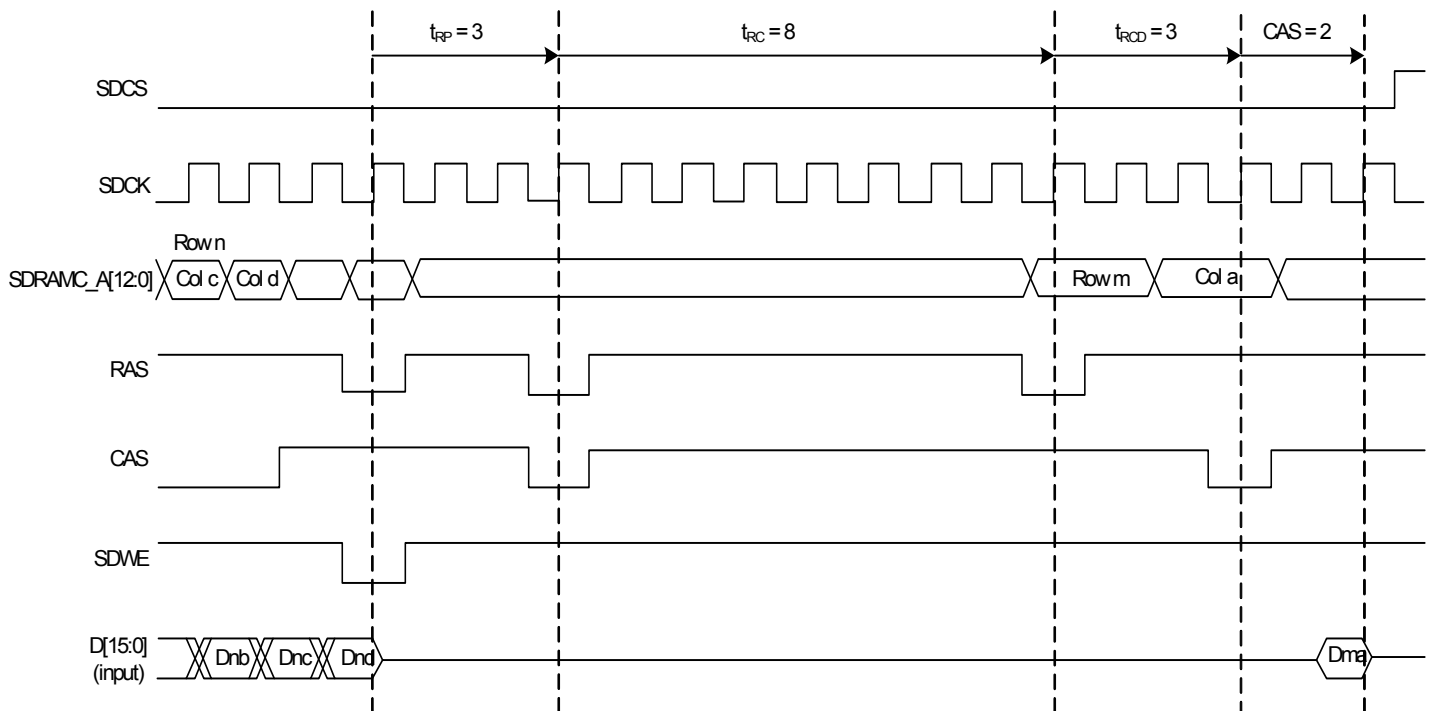 tRP = 3
tRC = 8
tRCD = 3
CAS = 2
SDCS
SDCK
Row n
SDRAMC_A[12:0]
Col c
Col d
Row m
Col a
RAS
CAS
SDWE
D[15:0]
(input)
Dnb
Dnc
Dnd
Dma